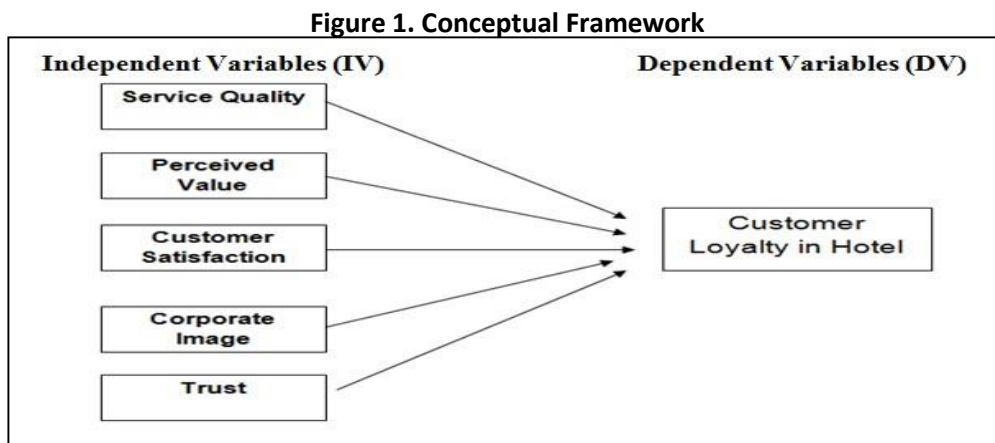 Figure 1. Conceptual Framework
Independent Variables (IV)
Dependent Variables (DV)
Service Quality
Perceived
Value
Customer
Satisfaction
Corporate
Image
Trust
Customer
Loyalty in Hotel